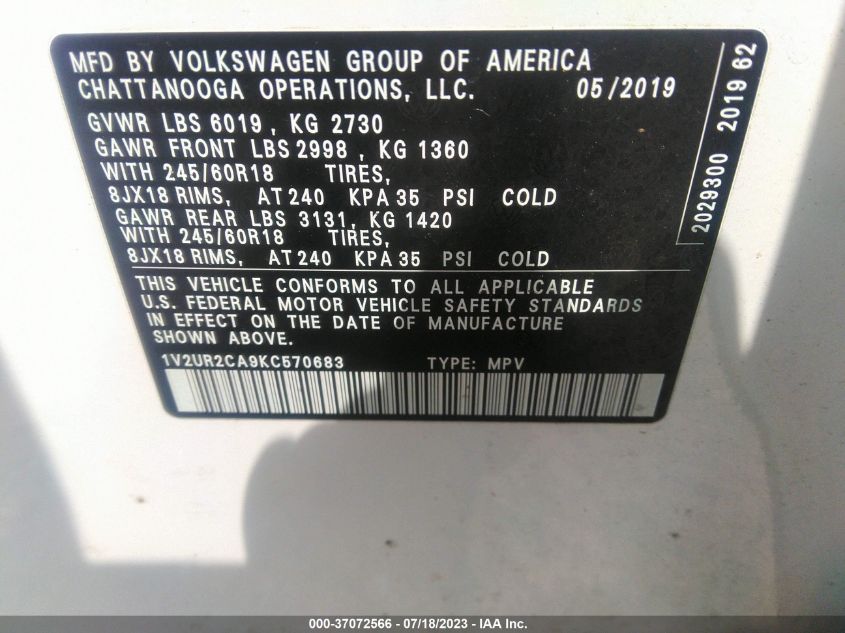 MFD BY VOLKSWAGEN GROUP OF AMERICA
CHATTANOOGA OPERATIONS, LLC. 05/2019
GVWR LBS 6019, KG 2730
GAWR FRONT LBS 2998, KG 1360
WITH 245/60R18 TIRES,
8JX18 RIMS, AT 240 KPA 35 PSI COLD
GAWR REAR LBS 3131, KG 1420
WITH 245/60R18 TIRES,
8JX18 RIMS, AT 240 KPA 35 PSI COLD
THIS VEHICLE CONFORMS TO ALL APPLICABLE
U.S. FEDERAL MOTOR VEHICLE SAFETY STANDARDS
IN EFFECT ON THE DATE OF MANUFACTURE
SHOWN ABOVE.
1V2UR2CA9KC570683 TYPE: MPV
2029300 2019 62
000-37072566 - 07/18/2023 - IAA Inc.